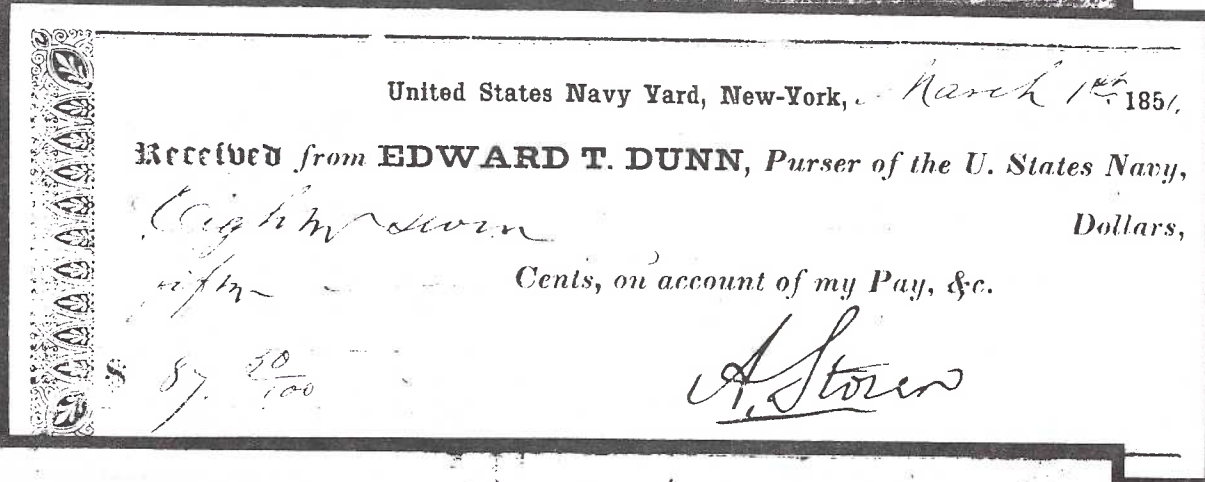 United States Navy Yard, New-York, March 1st 1851.
Received from EDWARD T. DUNN, Purser of the U. States Navy,
Eighty seven Dollars,
fifty Cents, on account of my Pay, &c.
$ 87. 50/100
A. Storer